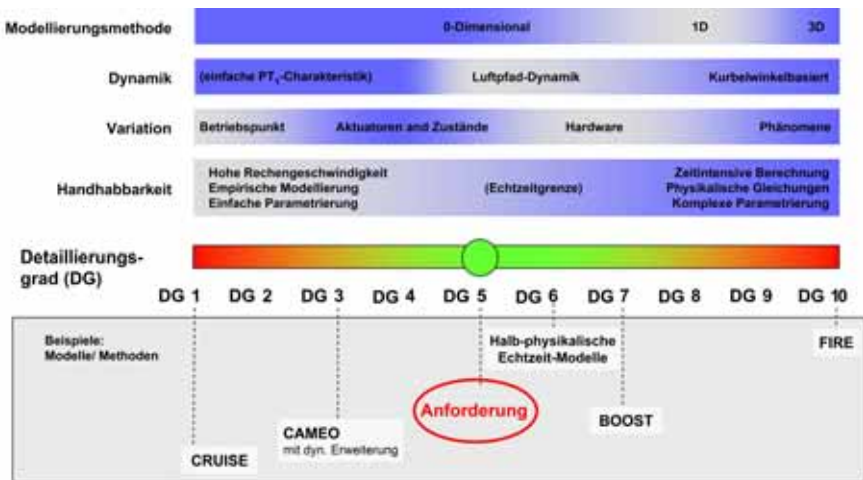 Modellierungsmethode 0-Dimensional 1D 3D
Dynamik (einfache PT₁-Charakteristik) Luftpfad-Dynamik Kurbelwinkelbasiert
Variation Betriebspunkt Aktuatoren and Zustände Hardware Phänomene
Handhabbarkeit
Hohe Rechengeschwindigkeit
Empirische Modellierung
Einfache Parametrierung
(Echtzeitgrenze)
Zeitintensive Berechnung
Physikalische Gleichungen
Komplexe Parametrierung
Detaillierungs-
grad (DG)
DG 1 DG 2 DG 3 DG 4 DG 5 DG 6 DG 7 DG 8 DG 9 DG 10
Beispiele:
Modelle/ Methoden
Halb-physikalische
Echtzeit-Modelle
FIRE
Anforderung
BOOST
CAMEO
mit dyn. Erweiterung
CRUISE